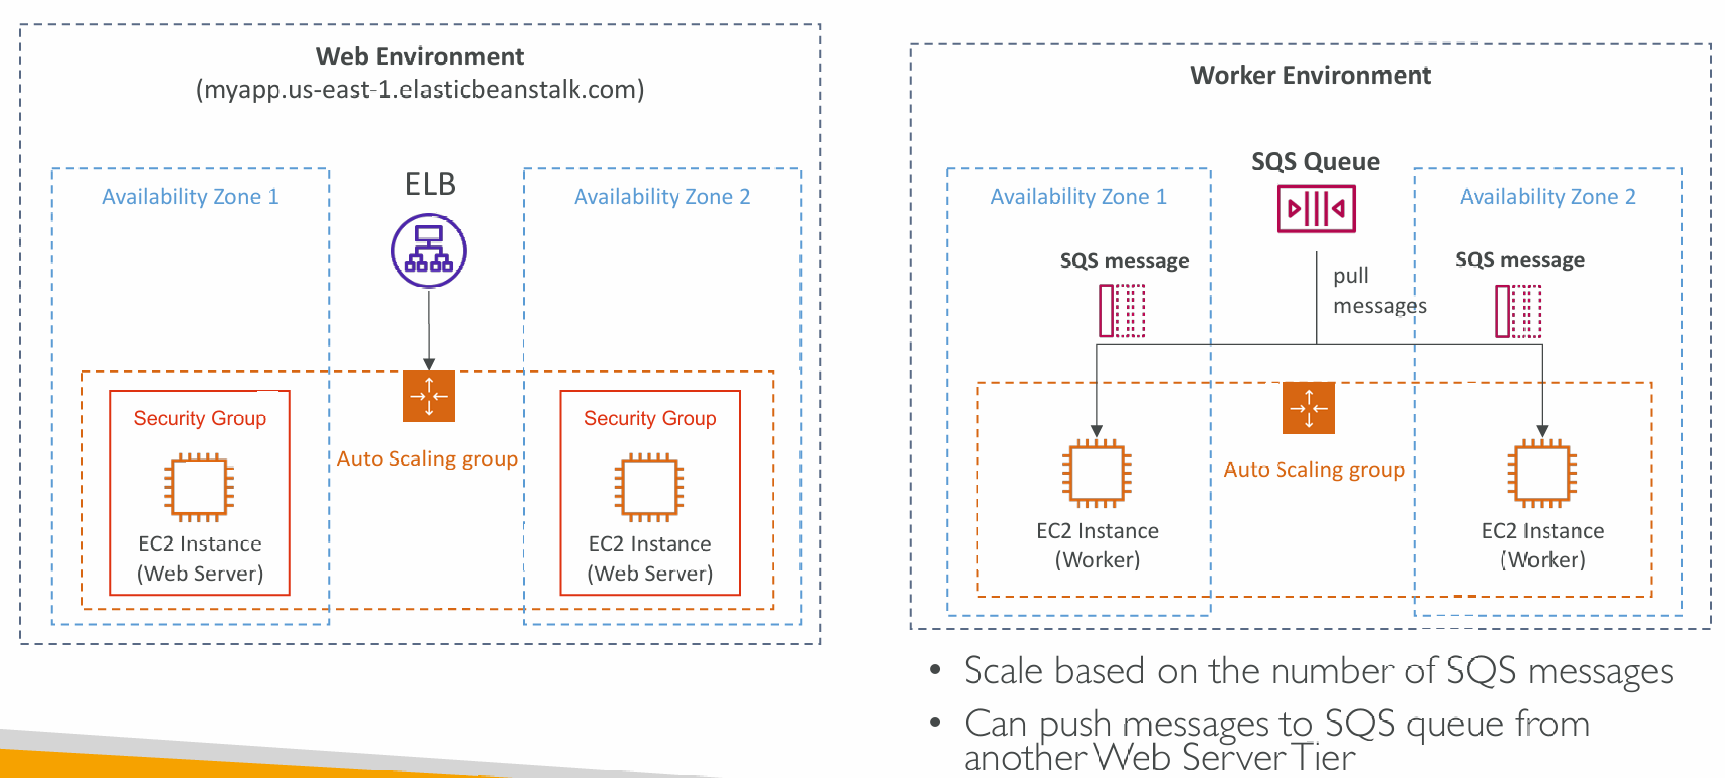 Web Environment
(myapp.us-east-1.elasticbeanstalk.com)
Availability Zone 1
ELB
Availability Zone 2
Security Group
Security Group
Auto Scaling group
EC2 Instance
(Web Server)
EC2 Instance
(Web Server)
Worker Environment
SQS Queue
Availability Zone 1
Availability Zone 2
SQS message
SQS message
pull
messages
Auto Scaling group
EC2 Instance
(Worker)
EC2 Instance
(Worker)
• Scale based on the number of SQS messages
• Can push messages to SQS queue from
another Web Server Tier